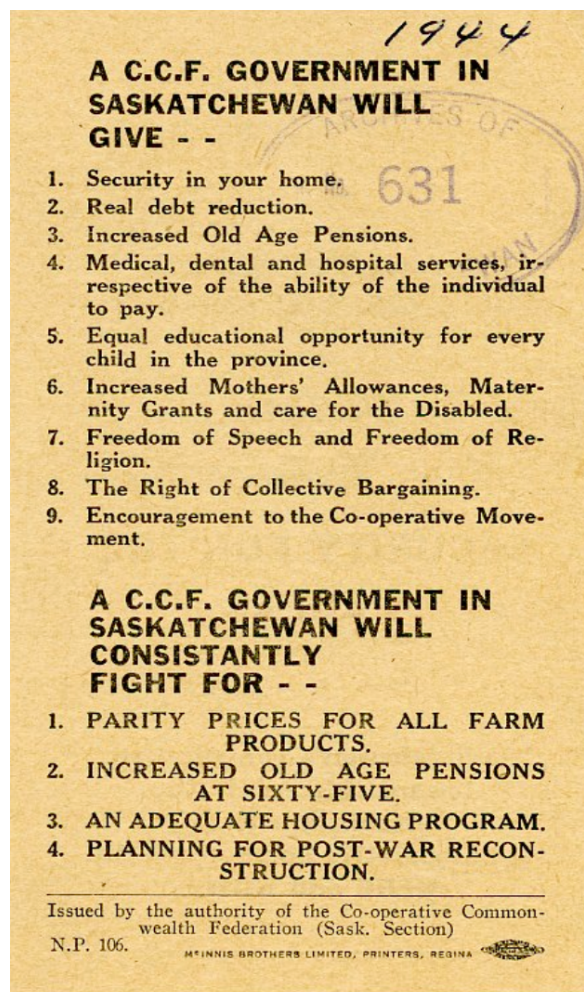 1944
A C.C.F. GOVERNMENT IN
SASKATCHEWAN WILL
GIVE - -
ARCHIVES OF
NO. 631
1. Security in your home.
2. Real debt reduction.
3. Increased Old Age Pensions.
4. Medical, dental and hospital services, ir-
respective of the ability of the individual
to pay.
5. Equal educational opportunity for every
child in the province.
6. Increased Mothers' Allowances, Mater-
nity Grants and care for the Disabled.
7. Freedom of Speech and Freedom of Re-
ligion.
8. The Right of Collective Bargaining.
9. Encouragement to the Co-operative Move-
ment.
A C.C.F. GOVERNMENT IN
SASKATCHEWAN WILL
CONSISTANTLY
FIGHT FOR - -
1. PARITY PRICES FOR ALL FARM
PRODUCTS.
2. INCREASED OLD AGE PENSIONS
AT SIXTY-FIVE.
3. AN ADEQUATE HOUSING PROGRAM.
4. PLANNING FOR POST-WAR RECON-
STRUCTION.
Issued by the authority of the Co-operative Common-
wealth Federation (Sask. Section)
N.P. 106.
McINNIS BROTHERS LIMITED, PRINTERS, REGINA